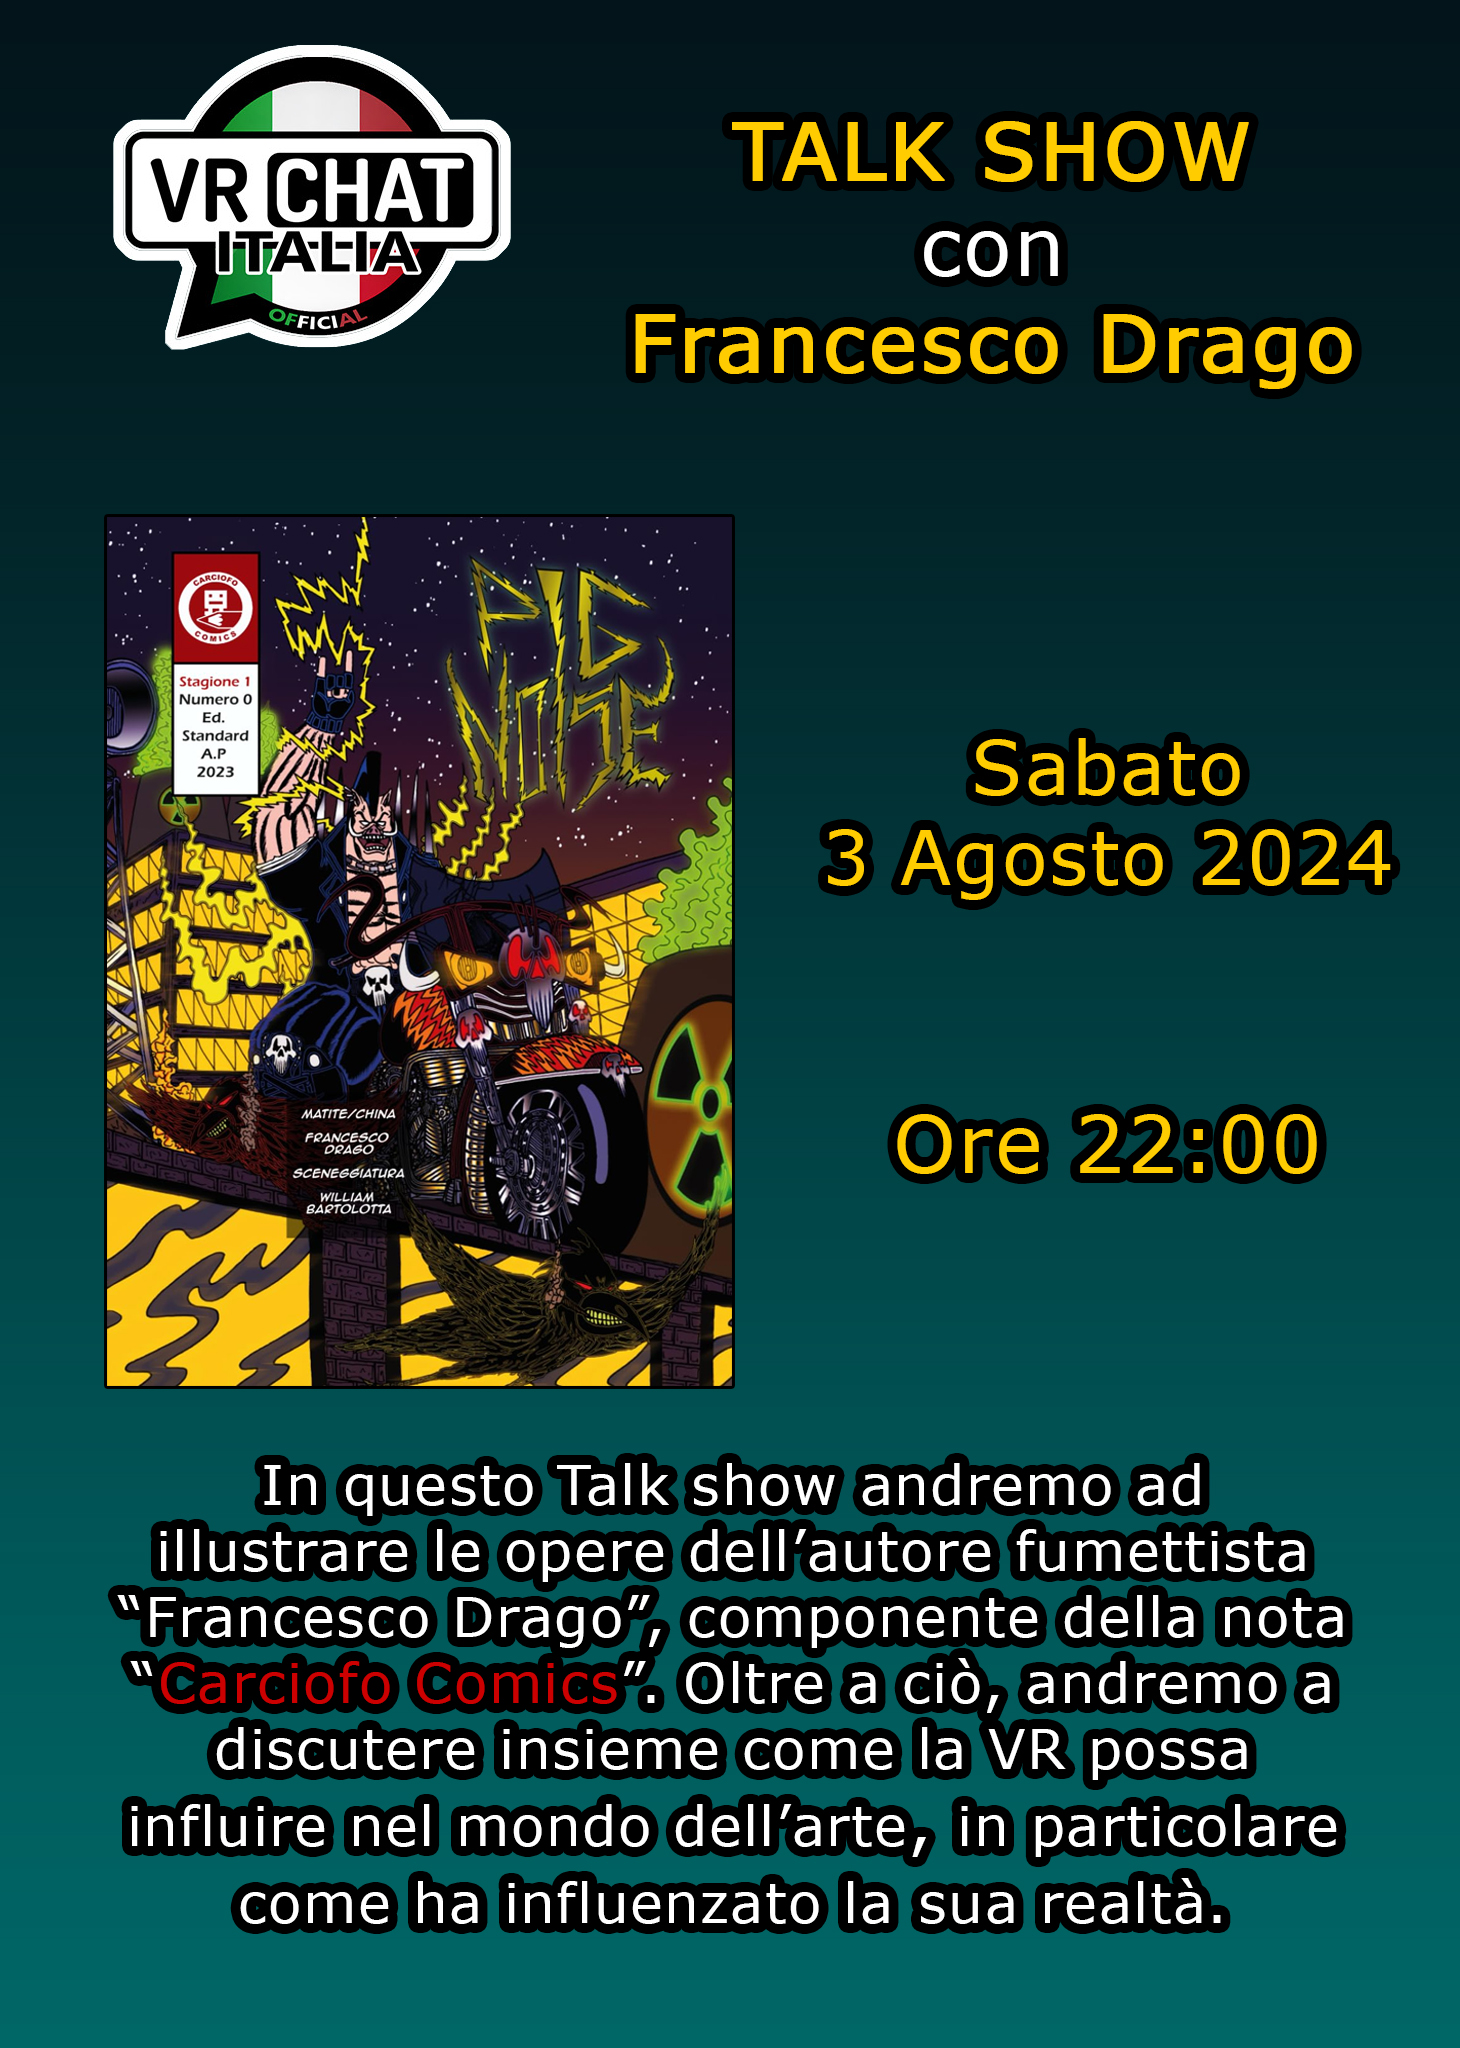 VR CHAT
ITALIA
OFFICIAL
TALK SHOW
con
Francesco Drago
CARCIOFO
COMICS
Stagione 1
Numero 0
Ed.
Standard
A.P
2023
PIG
NOISE
MATITE/CHINA
FRANCESCO
DRAGO
SCENEGGIATURA
WILLIAM
BARTOLOTTA
Sabato
3 Agosto 2024
Ore 22:00
In questo Talk show andremo ad
illustrare le opere dell’autore fumettista
“Francesco Drago”, componente della nota
“Carciofo Comics”. Oltre a ciò, andremo a
discutere insieme come la VR possa
influire nel mondo dell’arte, in particolare
come ha influenzato la sua realtà.